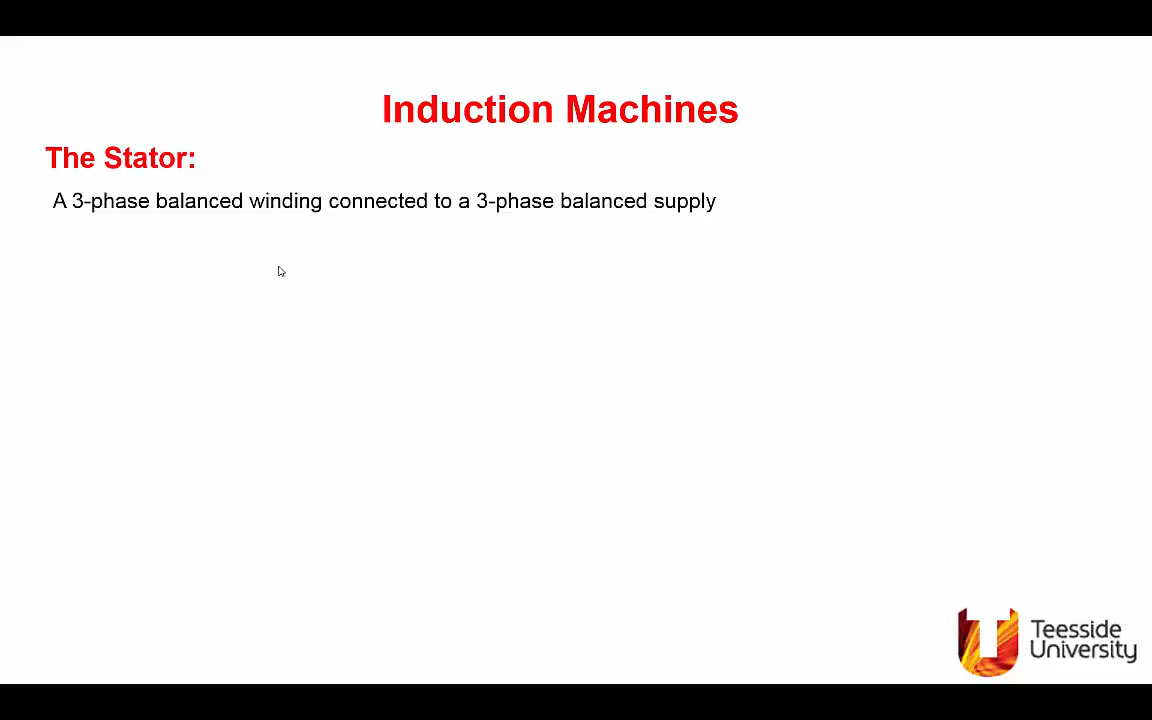 Induction Machines
The Stator:
A 3-phase balanced winding connected to a 3-phase balanced supply
Teesside
University